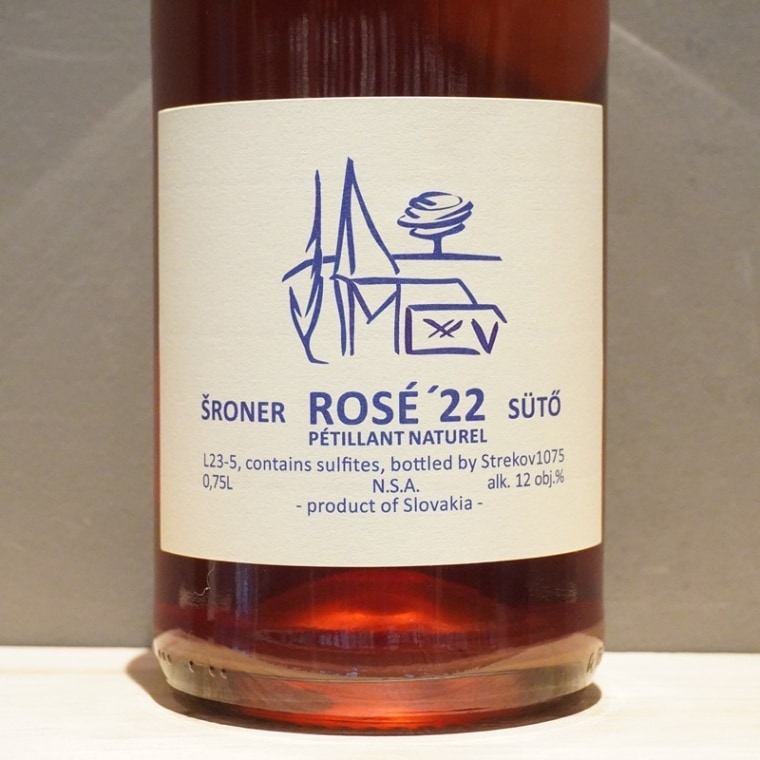 ŠRONER ROSÉ ´22 SÜTŐ
PÉTILLANT NATUREL
L23-5, contains sulfites, bottled by Strekov1075
0,75L N.S.A. alk. 12 obj.%
- product of Slovakia -